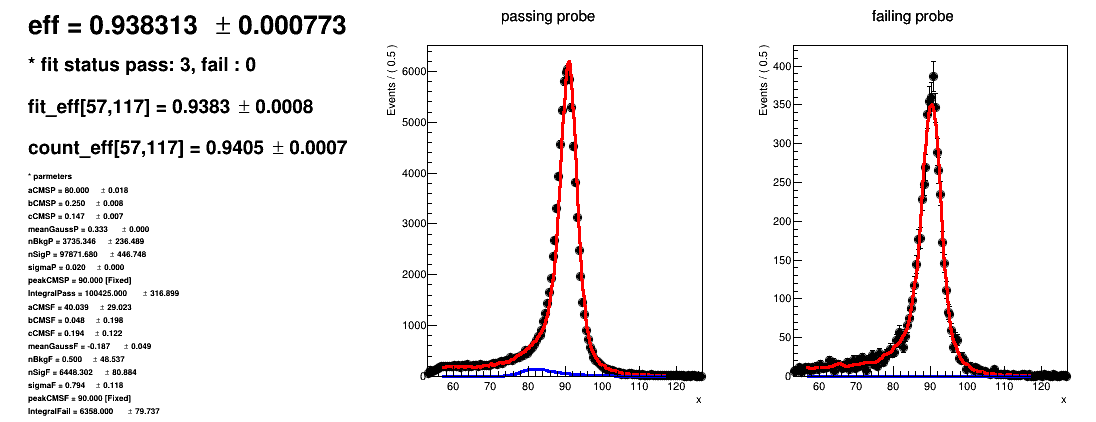 eff = 0.938313 ± 0.000773
* fit status pass: 3, fail : 0
fit_eff[57,117] = 0.9383 ± 0.0008
count_eff[57,117] = 0.9405 ± 0.0007
* parmeters
aCMSP = 80.000 ± 0.018
bCMSP = 0.250 ± 0.008
cCMSP = 0.147 ± 0.007
meanGaussP = 0.333 ± 0.000
nBkgP = 3735.346 ± 236.489
nSigP = 97871.680 ± 446.748
sigmaP = 0.020 ± 0.000
peakCMSP = 90.000 [Fixed]
IntegralPass = 100425.000 ± 316.899
aCMSF = 40.039 ± 29.023
bCMSF = 0.048 ± 0.198
cCMSF = 0.194 ± 0.122
meanGaussF = -0.187 ± 0.049
nBkgF = 0.500 ± 48.537
nSigF = 6448.302 ± 80.884
sigmaF = 0.794 ± 0.118
peakCMSF = 90.000 [Fixed]
IntegralFail = 6358.000 ± 79.737
passing probe
Events / ( 0.5 )
6000
5000
4000
3000
2000
1000
0
60 70 80 90 100 110 120
x
failing probe
Events / ( 0.5 )
400
350
300
250
200
150
100
50
0
60 70 80 90 100 110 120
x